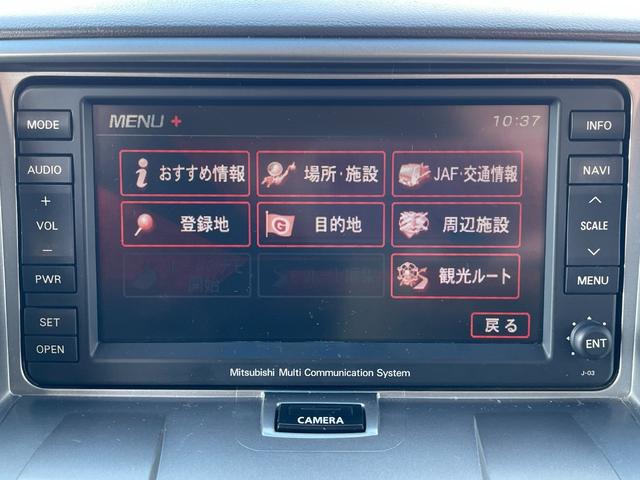 MODE
AUDIO
+
VOL
−
PWR
SET
OPEN
MENU +
10:37
おすすめ情報
場所・施設
JAF・交通情報
登録地
目的地
周辺施設
開始
観光ルート
戻る
INFO
NAVI
SCALE
MENU
ENT
J-03
Mitsubishi Multi Communication System
CAMERA